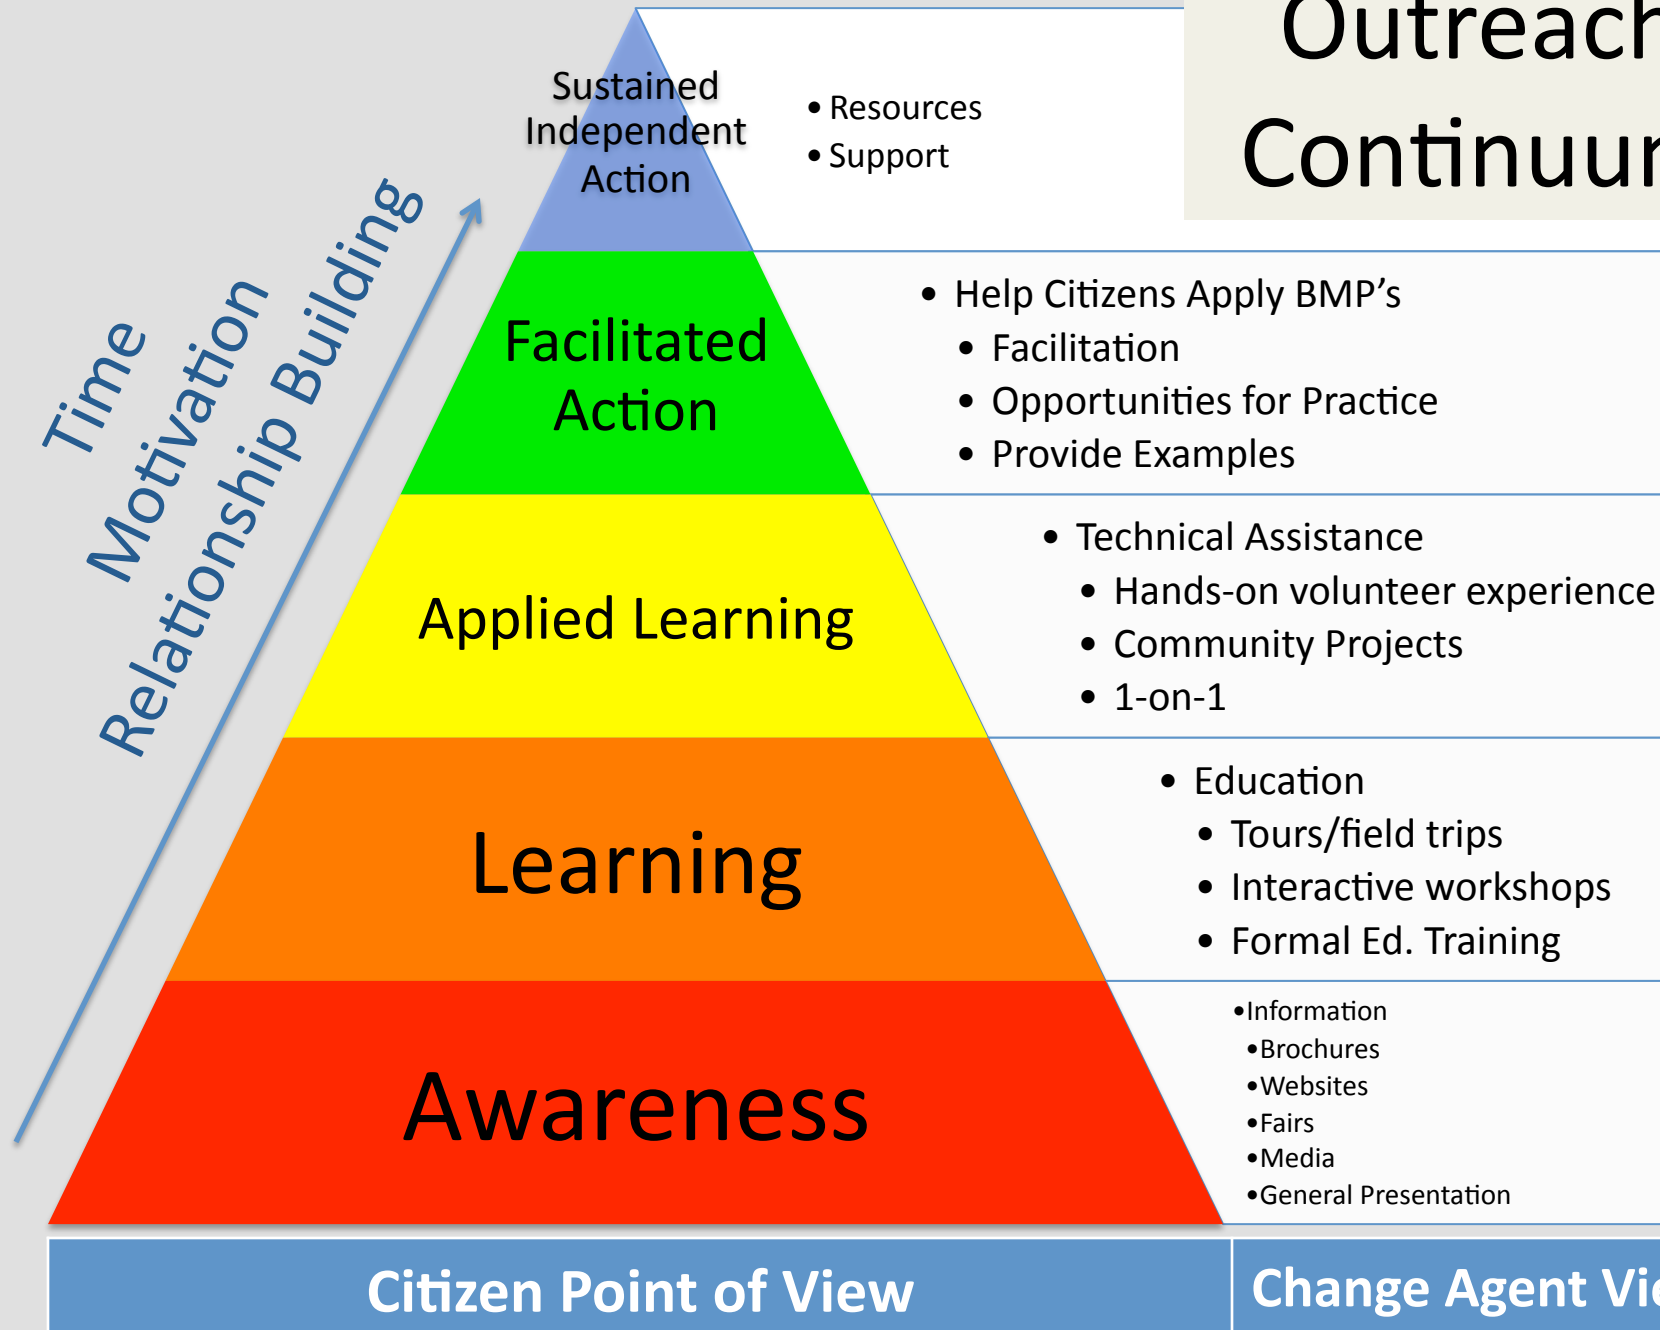 Outreach
Sustained
Independent
Action
• Resources
• Support
Time
Motivation
Relationship Building
Facilitated
Action
• Help Citizens Apply BMP's
• Facilitation
• Opportunities for Practice
• Provide Examples
Applied Learning
• Technical Assistance
• Hands-on volunteer experience
• Community Projects
• 1-on-1
Learning
• Education
• Tours/field trips
• Interactive workshops
• Formal Ed. Training
Awareness
•Information
•Brochures
•Websites
•Fairs
•Media
•General Presentation
Citizen Point of View
Change Agent